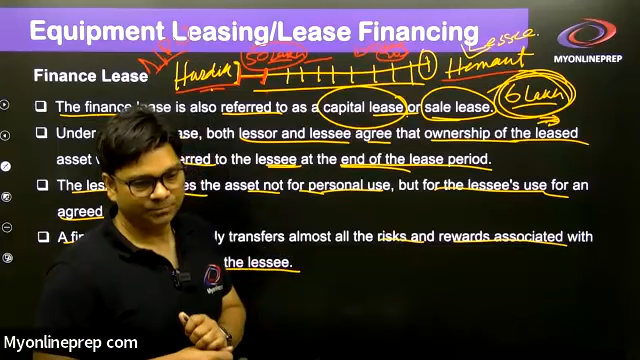 Equipment Leasing/Lease Financing
MYONLINEPREP
Lessee.
50 Lakh
Hardik
Hemant
Finance Lease
6 Lakh
The finance lease is also referred to as a capital lease or sale lease.
Under ase, both lessor and lessee agree that ownership of the leased
asset w rred to the lessee at the end of the lease period.
The les es the asset not for personal use, but for the lessee's use for an
agreed
A fi ly transfers almost all the risks and rewards associated with
the lessee.
Myonlineprep com